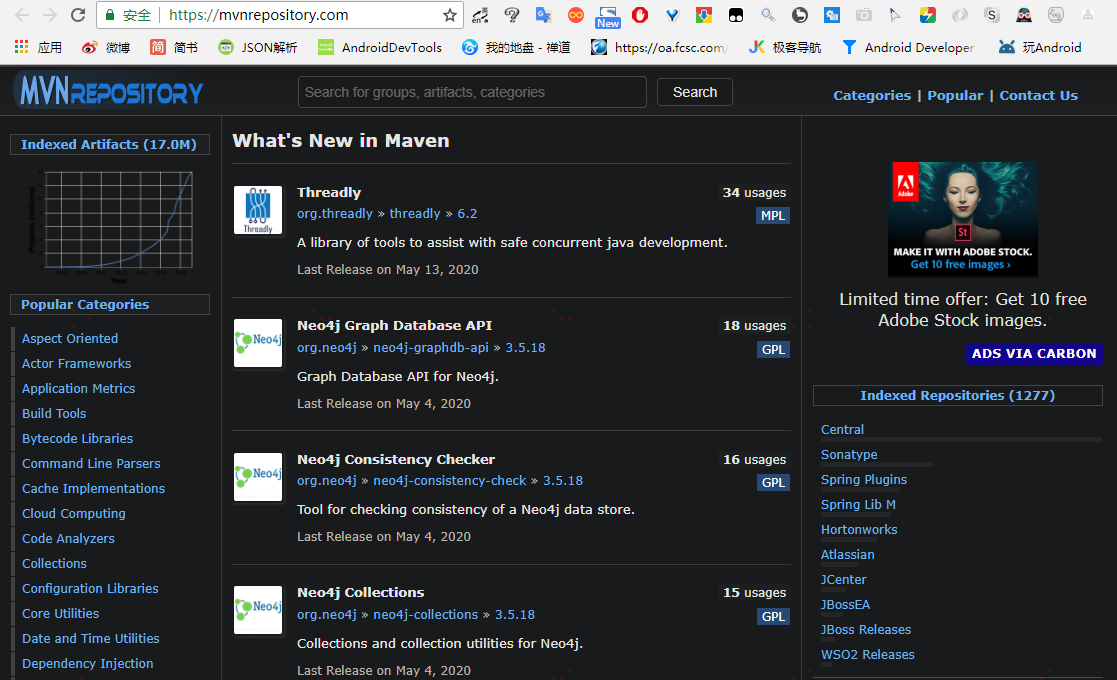 安全 https://mvnrepository.com
New
应用 微博 简书 JSON解析 AndroidDevTools 我的地盘 - 禅道 https://oa.fcsc.com, 极客导航 Android Developer 玩Android
MVNREPOSITORY
Search for groups, artifacts, categories
Search
Categories | Popular | Contact Us
Indexed Artifacts (17.0M)
Projects (millions)
Year
Popular Categories
Aspect Oriented
Actor Frameworks
Application Metrics
Build Tools
Bytecode Libraries
Command Line Parsers
Cache Implementations
Cloud Computing
Code Analyzers
Collections
Configuration Libraries
Core Utilities
Date and Time Utilities
Dependency Injection
What's New in Maven
Threadly
Threadly
34 usages
org.threadly » threadly » 6.2
MPL
A library of tools to assist with safe concurrent java development.
Last Release on May 13, 2020
Neo4j
Neo4j Graph Database API
18 usages
org.neo4j » neo4j-graphdb-api » 3.5.18
GPL
Graph Database API for Neo4j.
Last Release on May 4, 2020
Neo4j
Neo4j Consistency Checker
16 usages
org.neo4j » neo4j-consistency-check » 3.5.18
GPL
Tool for checking consistency of a Neo4j data store.
Last Release on May 4, 2020
Neo4j
Neo4j Collections
15 usages
org.neo4j » neo4j-collections » 3.5.18
GPL
Collections and collection utilities for Neo4j.
Last Release on May 4, 2020
Adobe
St
MAKE IT WITH ADOBE STOCK.
Get 10 free images ›
Limited time offer: Get 10 free
Adobe Stock images.
ADS VIA CARBON
Indexed Repositories (1277)
Central
Sonatype
Spring Plugins
Spring Lib M
Hortonworks
Atlassian
JCenter
JBossEA
JBoss Releases
WSO2 Releases